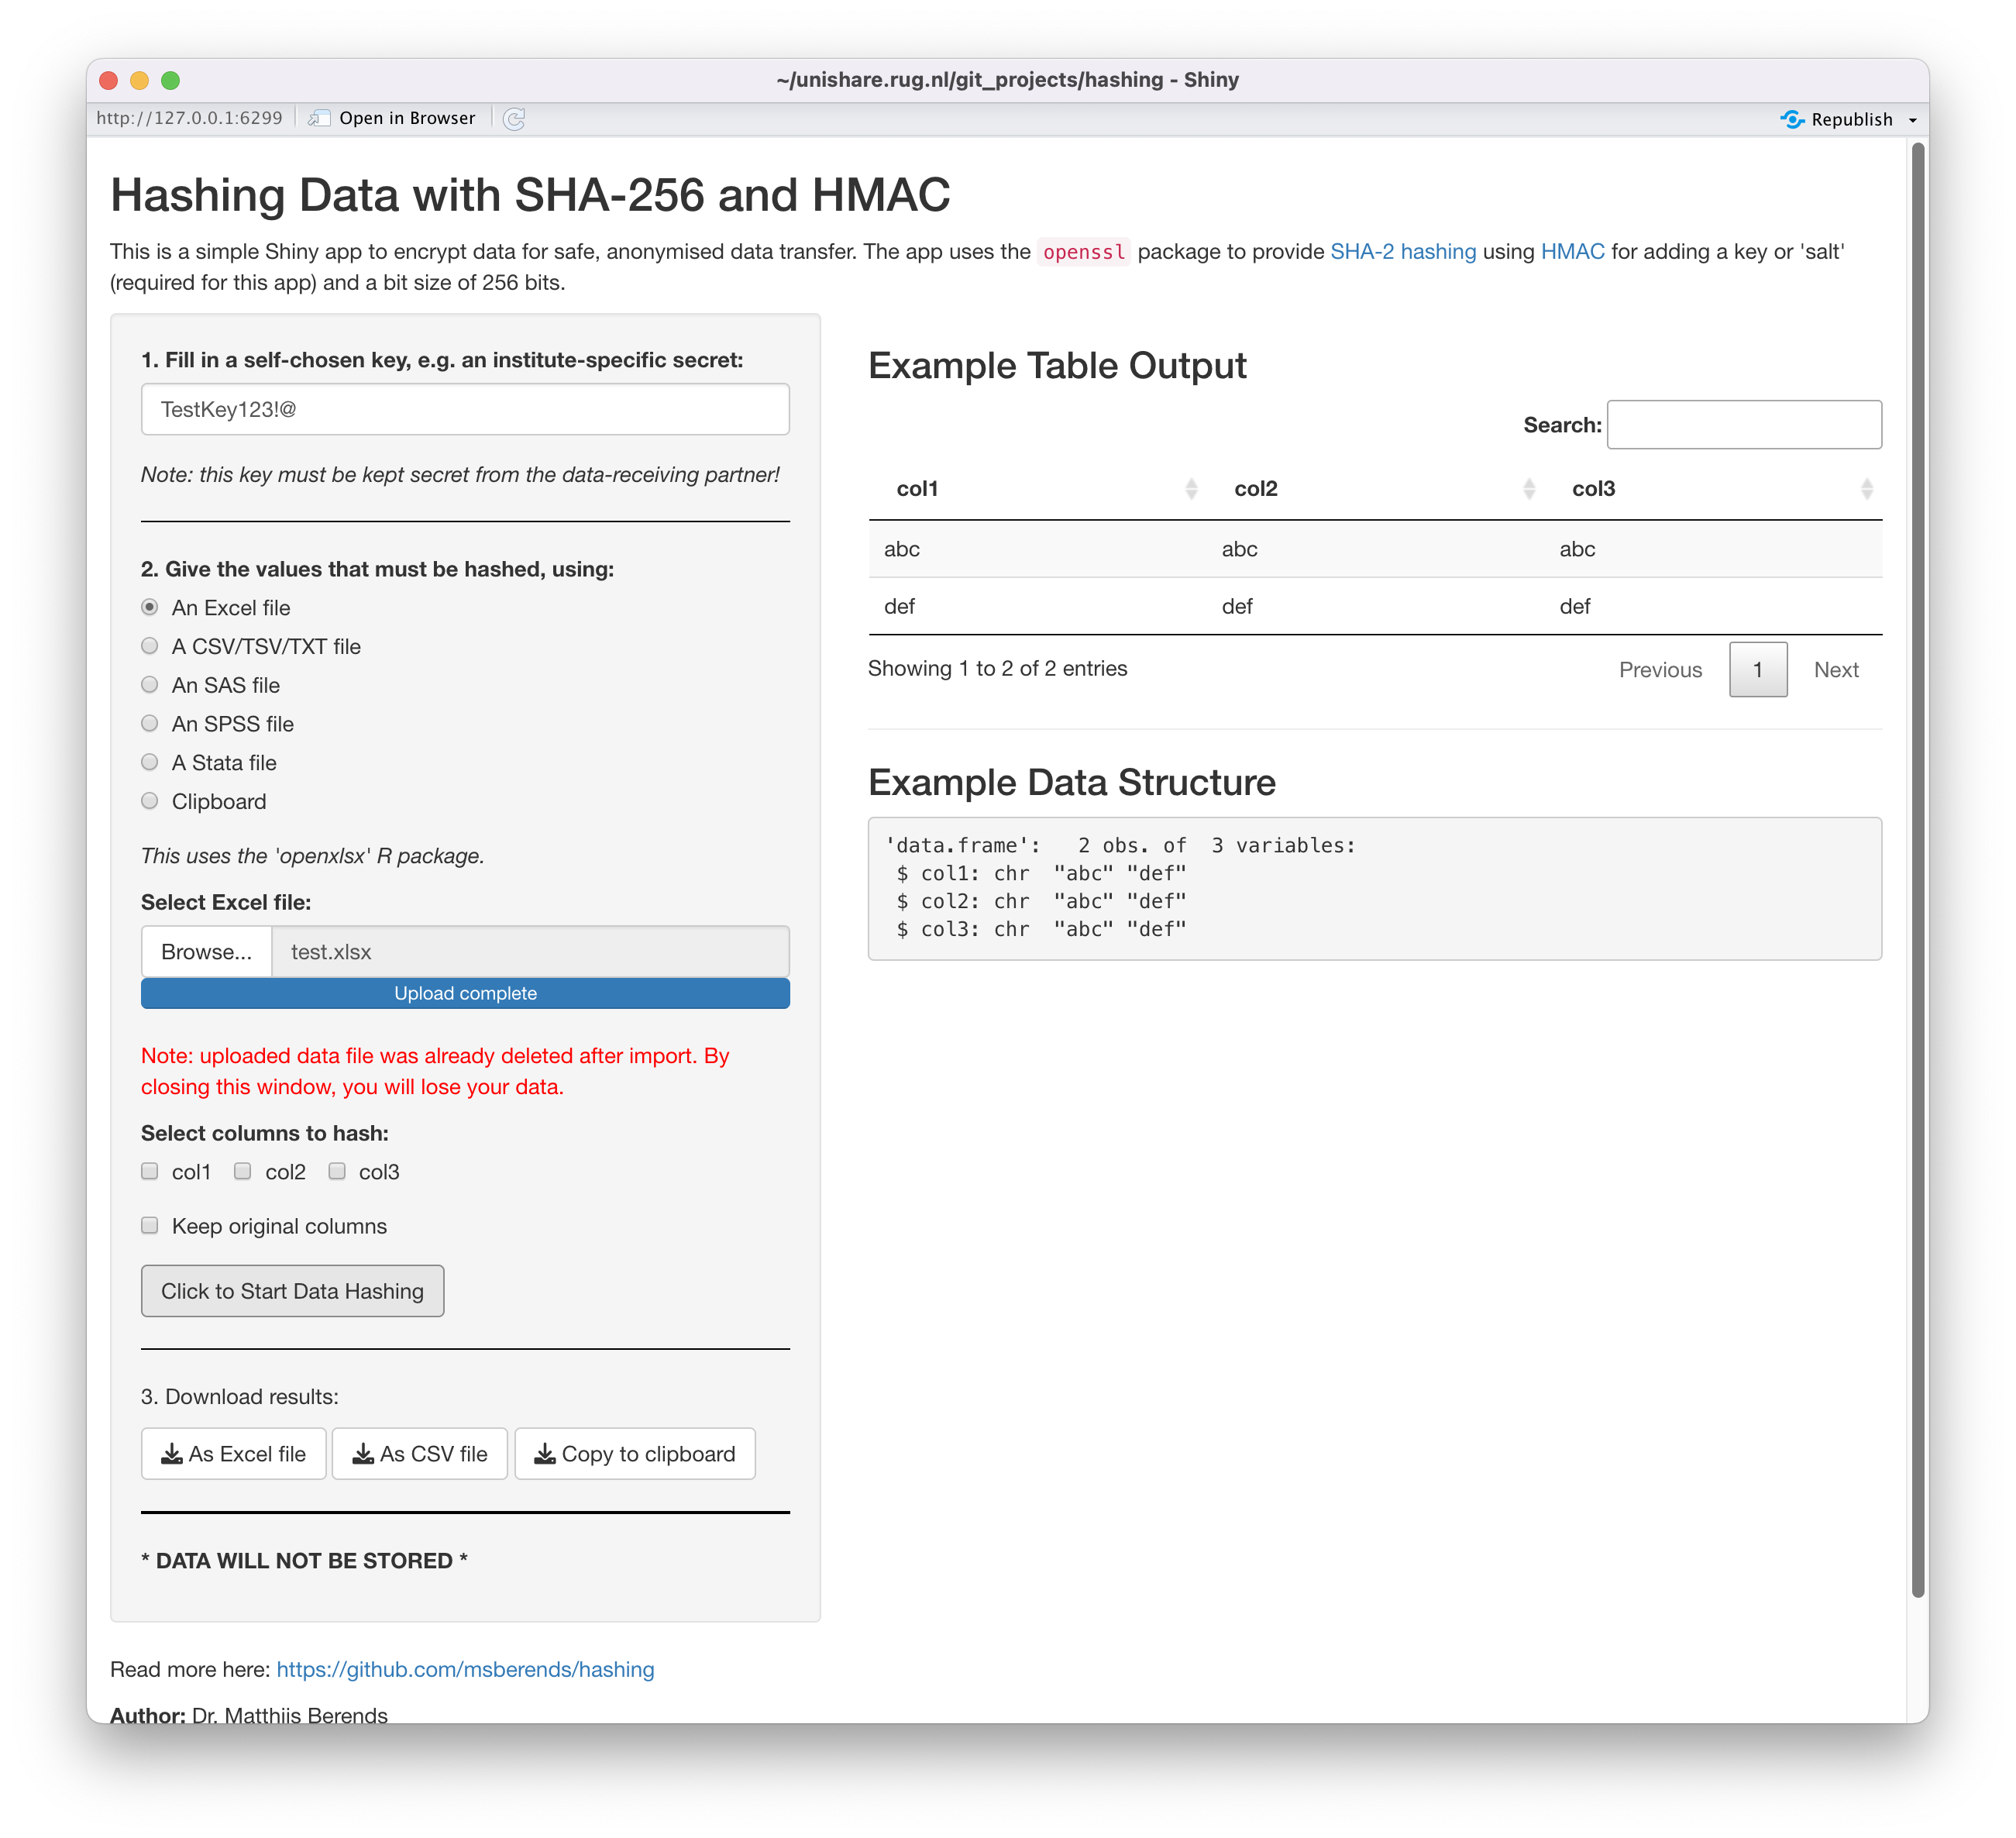 ~/unishare.rug.nl/git_projects/hashing - Shiny
http://127.0.0.1:6299 Open in Browser Republish
Hashing Data with SHA-256 and HMAC
This is a simple Shiny app to encrypt data for safe, anonymised data transfer. The app uses the openssl package to provide SHA-2 hashing using HMAC for adding a key or 'salt'
(required for this app) and a bit size of 256 bits.
1. Fill in a self-chosen key, e.g. an institute-specific secret:
TestKey123!@
Note: this key must be kept secret from the data-receiving partner!
2. Give the values that must be hashed, using:
An Excel file
A CSV/TSV/TXT file
An SAS file
An SPSS file
A Stata file
Clipboard
This uses the 'openxlsx' R package.
Select Excel file:
Browse... test.xlsx
Upload complete
Note: uploaded data file was already deleted after import. By
closing this window, you will lose your data.
Select columns to hash:
col1 col2 col3
Keep original columns
Click to Start Data Hashing
3. Download results:
As Excel file As CSV file Copy to clipboard
* DATA WILL NOT BE STORED *
Example Table Output
Search:
col1 col2 col3
abc abc abc
def def def
Showing 1 to 2 of 2 entries Previous 1 Next
Example Data Structure
'data.frame':   2 obs. of  3 variables:
$ col1: chr  "abc" "def"
$ col2: chr  "abc" "def"
$ col3: chr  "abc" "def"
Read more here: https://github.com/msberends/hashing
Author: Dr. Matthijs Berends